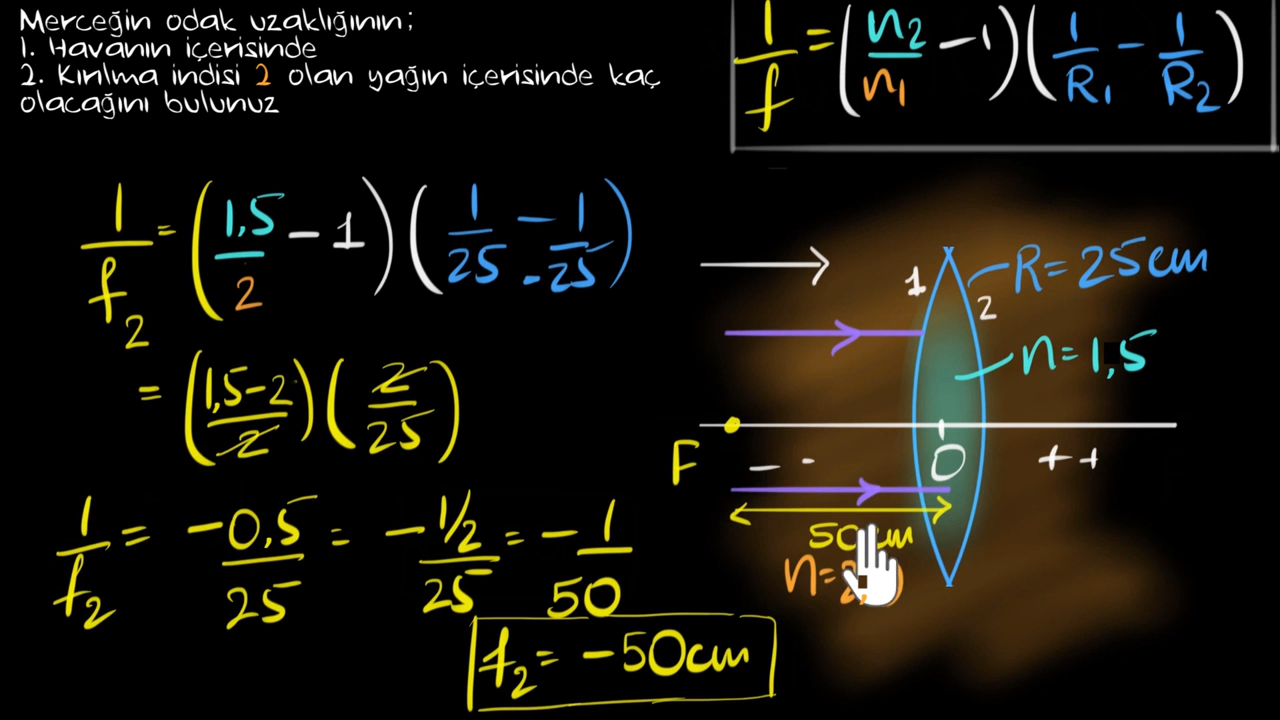 Merceğin odak uzaklığının;
1. Havanın içerisinde
2. Kırılma indisi 2 olan yağın içerisinde kaç
olacağını bulunuz
1/f = (n2/n1 - 1)(1/R1 - 1/R2)
1/f2 = (1,5/2 - 1)(1/25 - 1/-25)
= (1,5-2/2)(2/25)
1/f2 = -0,5/25 = -1/2/25 = -1/50
f2 = -50cm
1
2
R=25cm
n=1,5
F
- -
O
++
50cm
n=